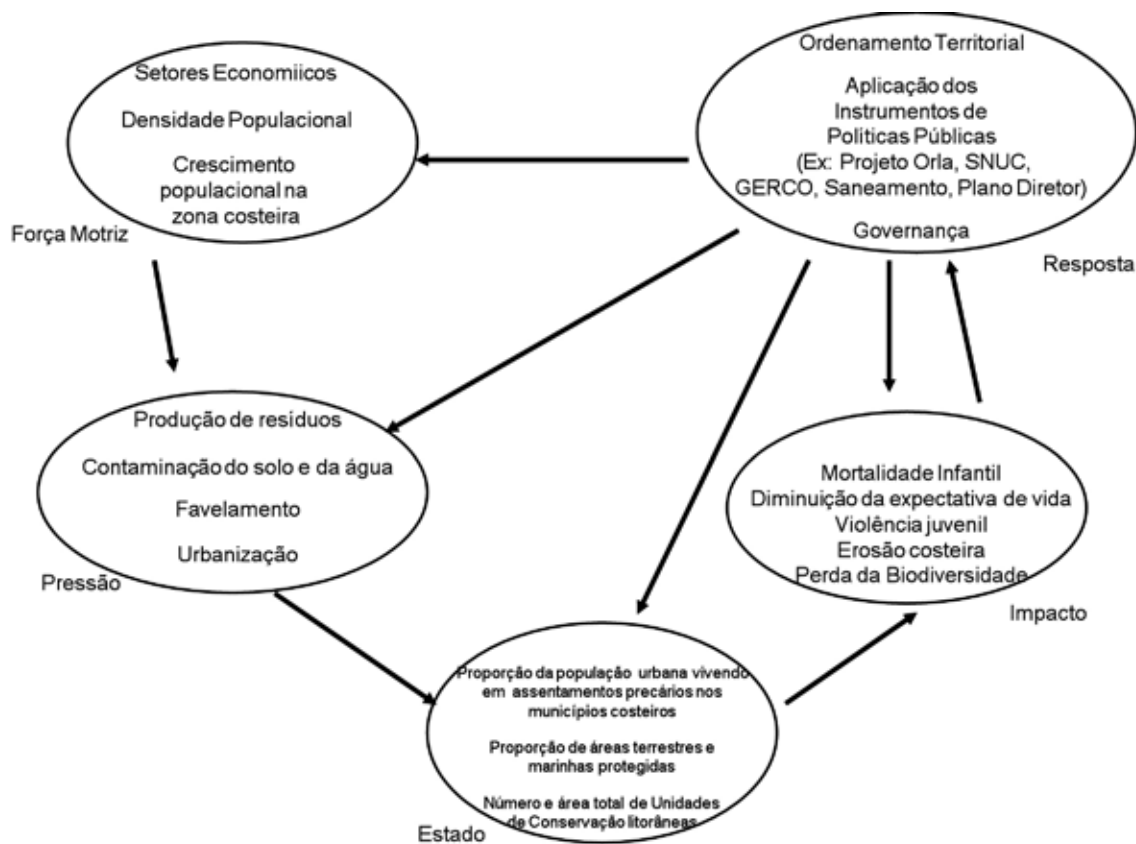 Setores Economiicos
Densidade Populacional
Crescimento
populacional na
zona costeira
Força Motriz
Ordenamento Territorial
Aplicação dos
Instrumentos de
Políticas Públicas
(Ex: Projeto Orla, SNUC,
GERCO, Saneamento, Plano Diretor)
Governança
Resposta
Produção de resíduos
Contaminação do solo e da água
Favelamento
Urbanização
Pressão
Mortalidade Infantil
Diminuição da expectativa de vida
Violência juvenil
Erosão costeira
Perda da Biodiversidade
Impacto
Proporção da população urbana vivendo
em assentamentos precários nos
municípios costeiros
Proporção de áreas terrestres e
marinhas protegidas
Número e área total de Unidades
de Conservação litorâneas
Estado